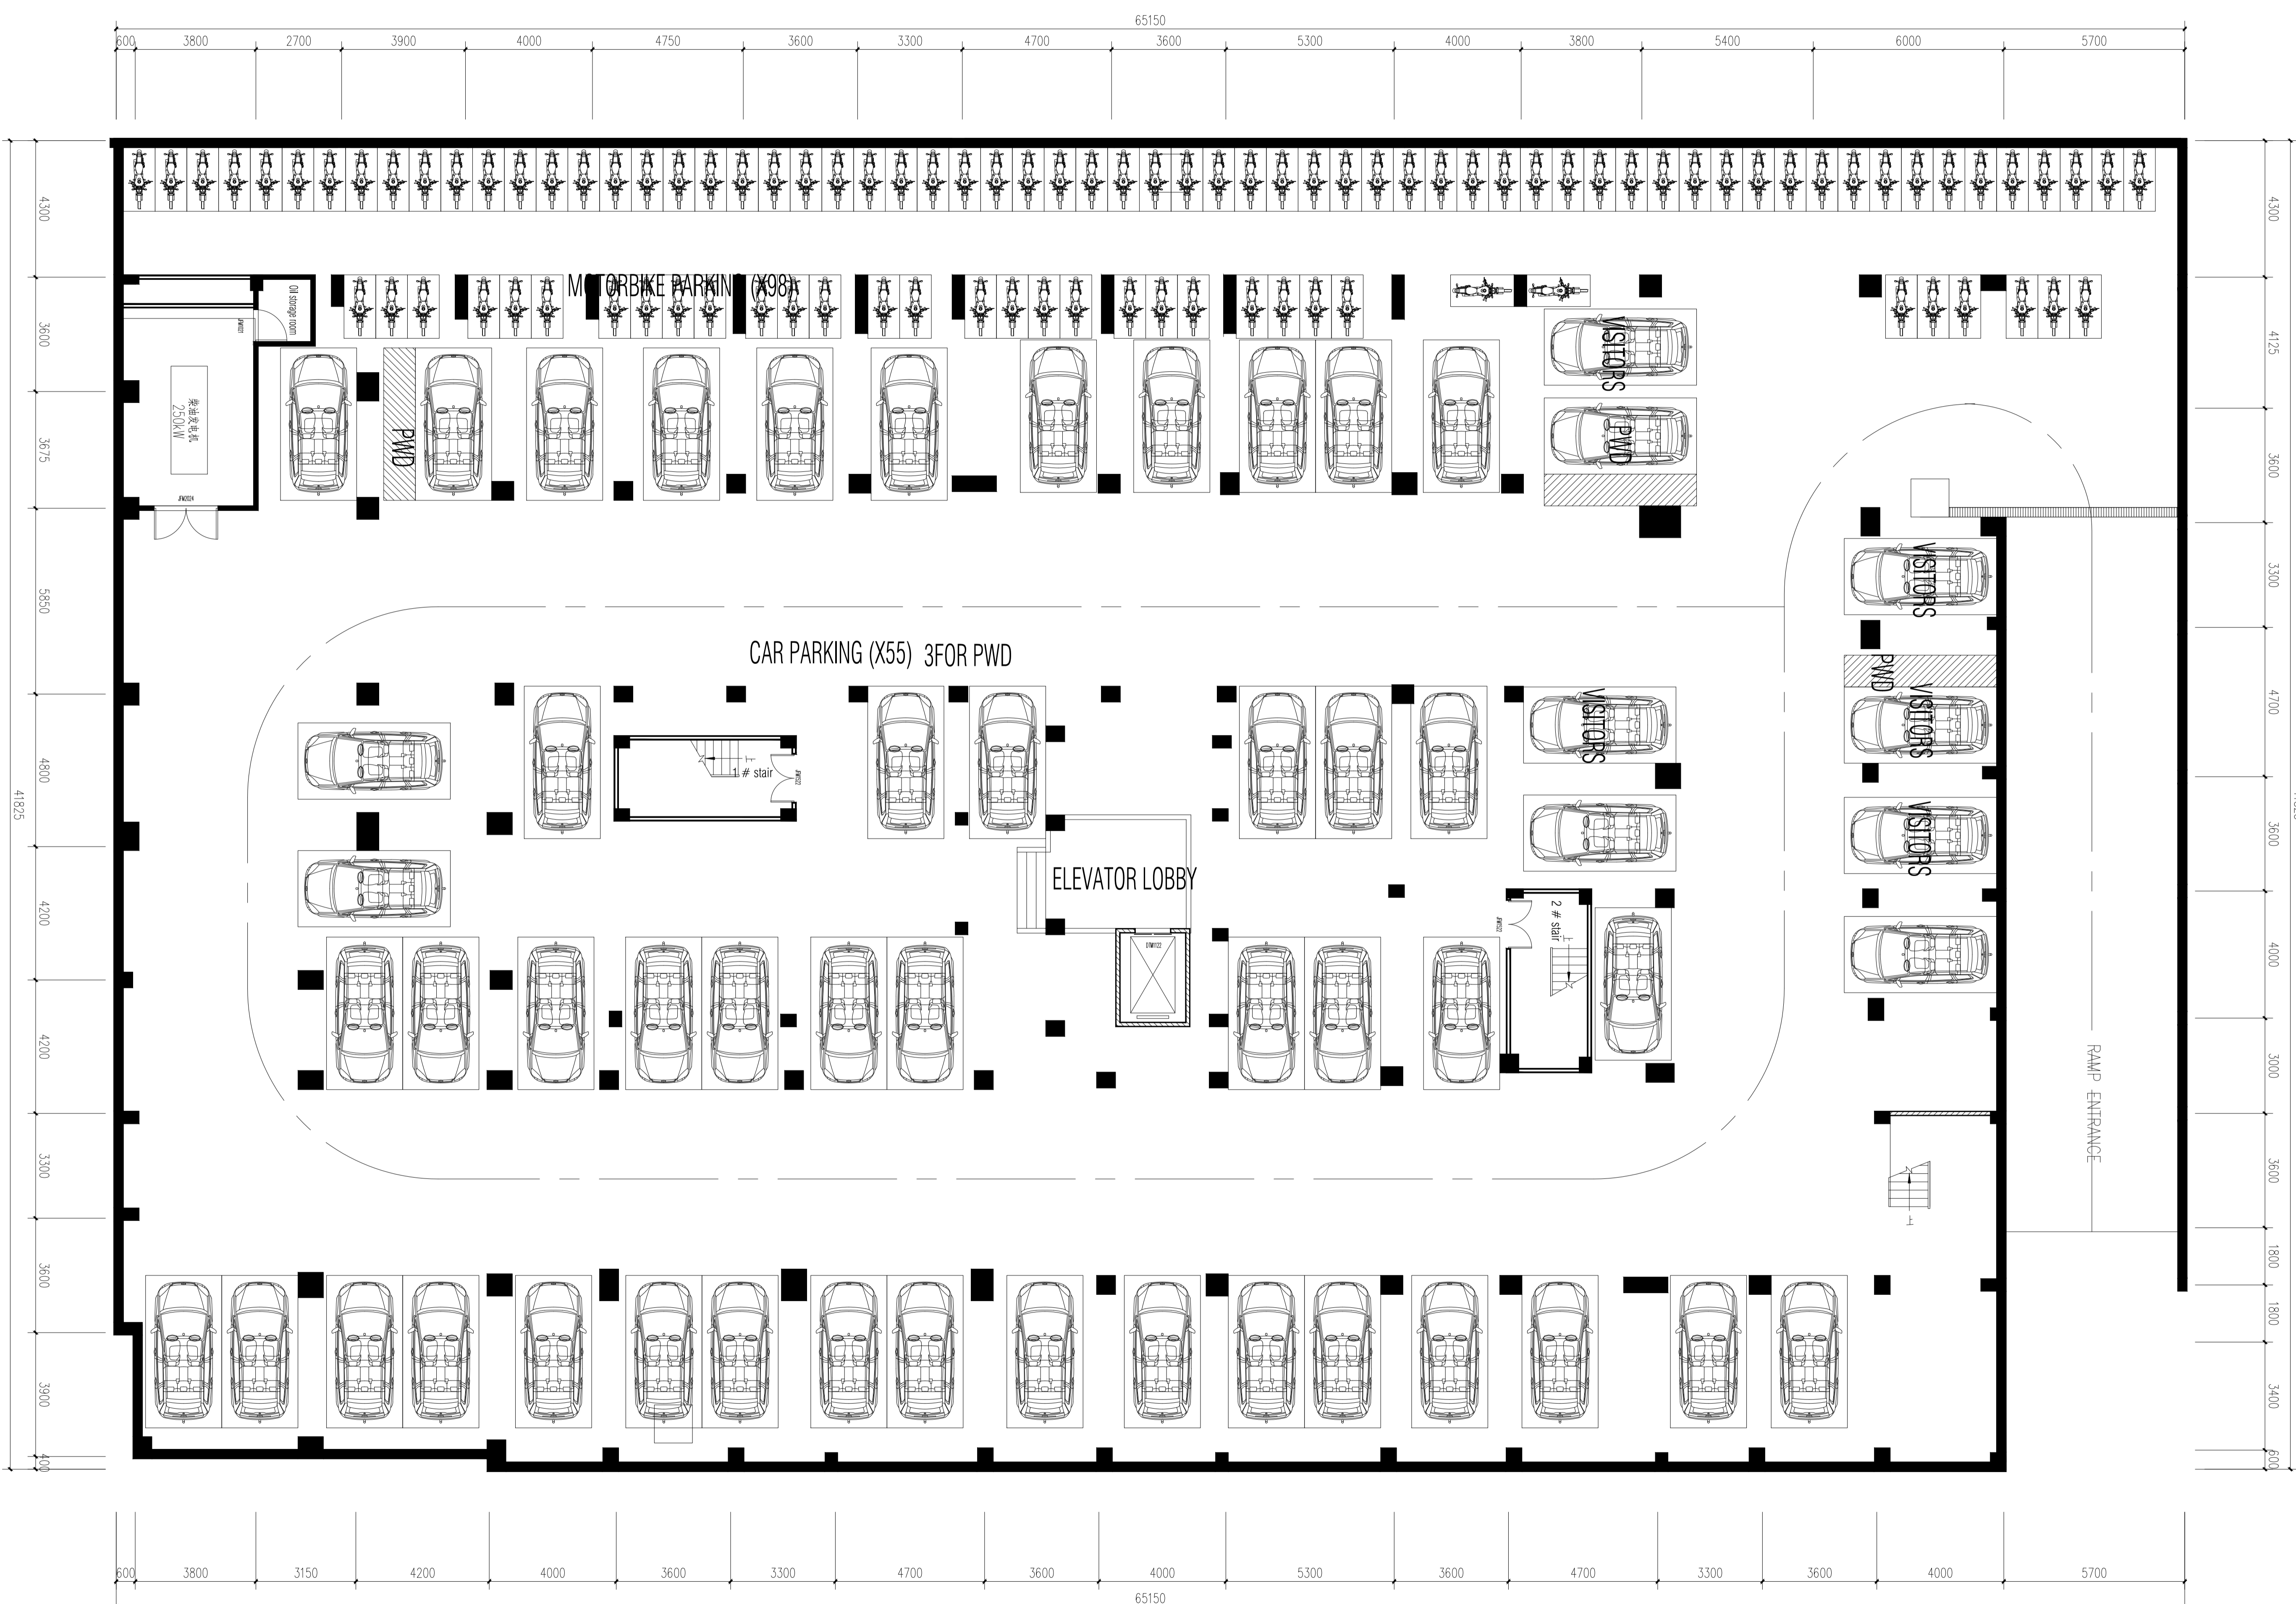 65150
600 3800 2700 3900 4000 4750 3600 3300 4700 3600 5300 4000 3800 5400 6000 5700
41825
4300
3600
3675
5850
4800
4200
4200
3300
3600
3900
400
4300
4125
3600
3300
4700
3600
4000
3000
3600
1800
1800
3400
600
MOTORBIKE PARKING (X98)
Oil storage room
柴油发电机
250kW
JFM2024
PWD
VISITORS
PWD
VISITORS
CAR PARKING (X55) 3FOR PWD
PWD
VISITORS
VISITORS
1 # stair
上
VISITORS
ELEVATOR LOBBY
2 # stair
上
RAMP ENTRANCE
上
600 3800 3150 4200 4000 3600 3300 4700 3600 4000 5300 3600 4700 3300 3600 4000 5700
65150